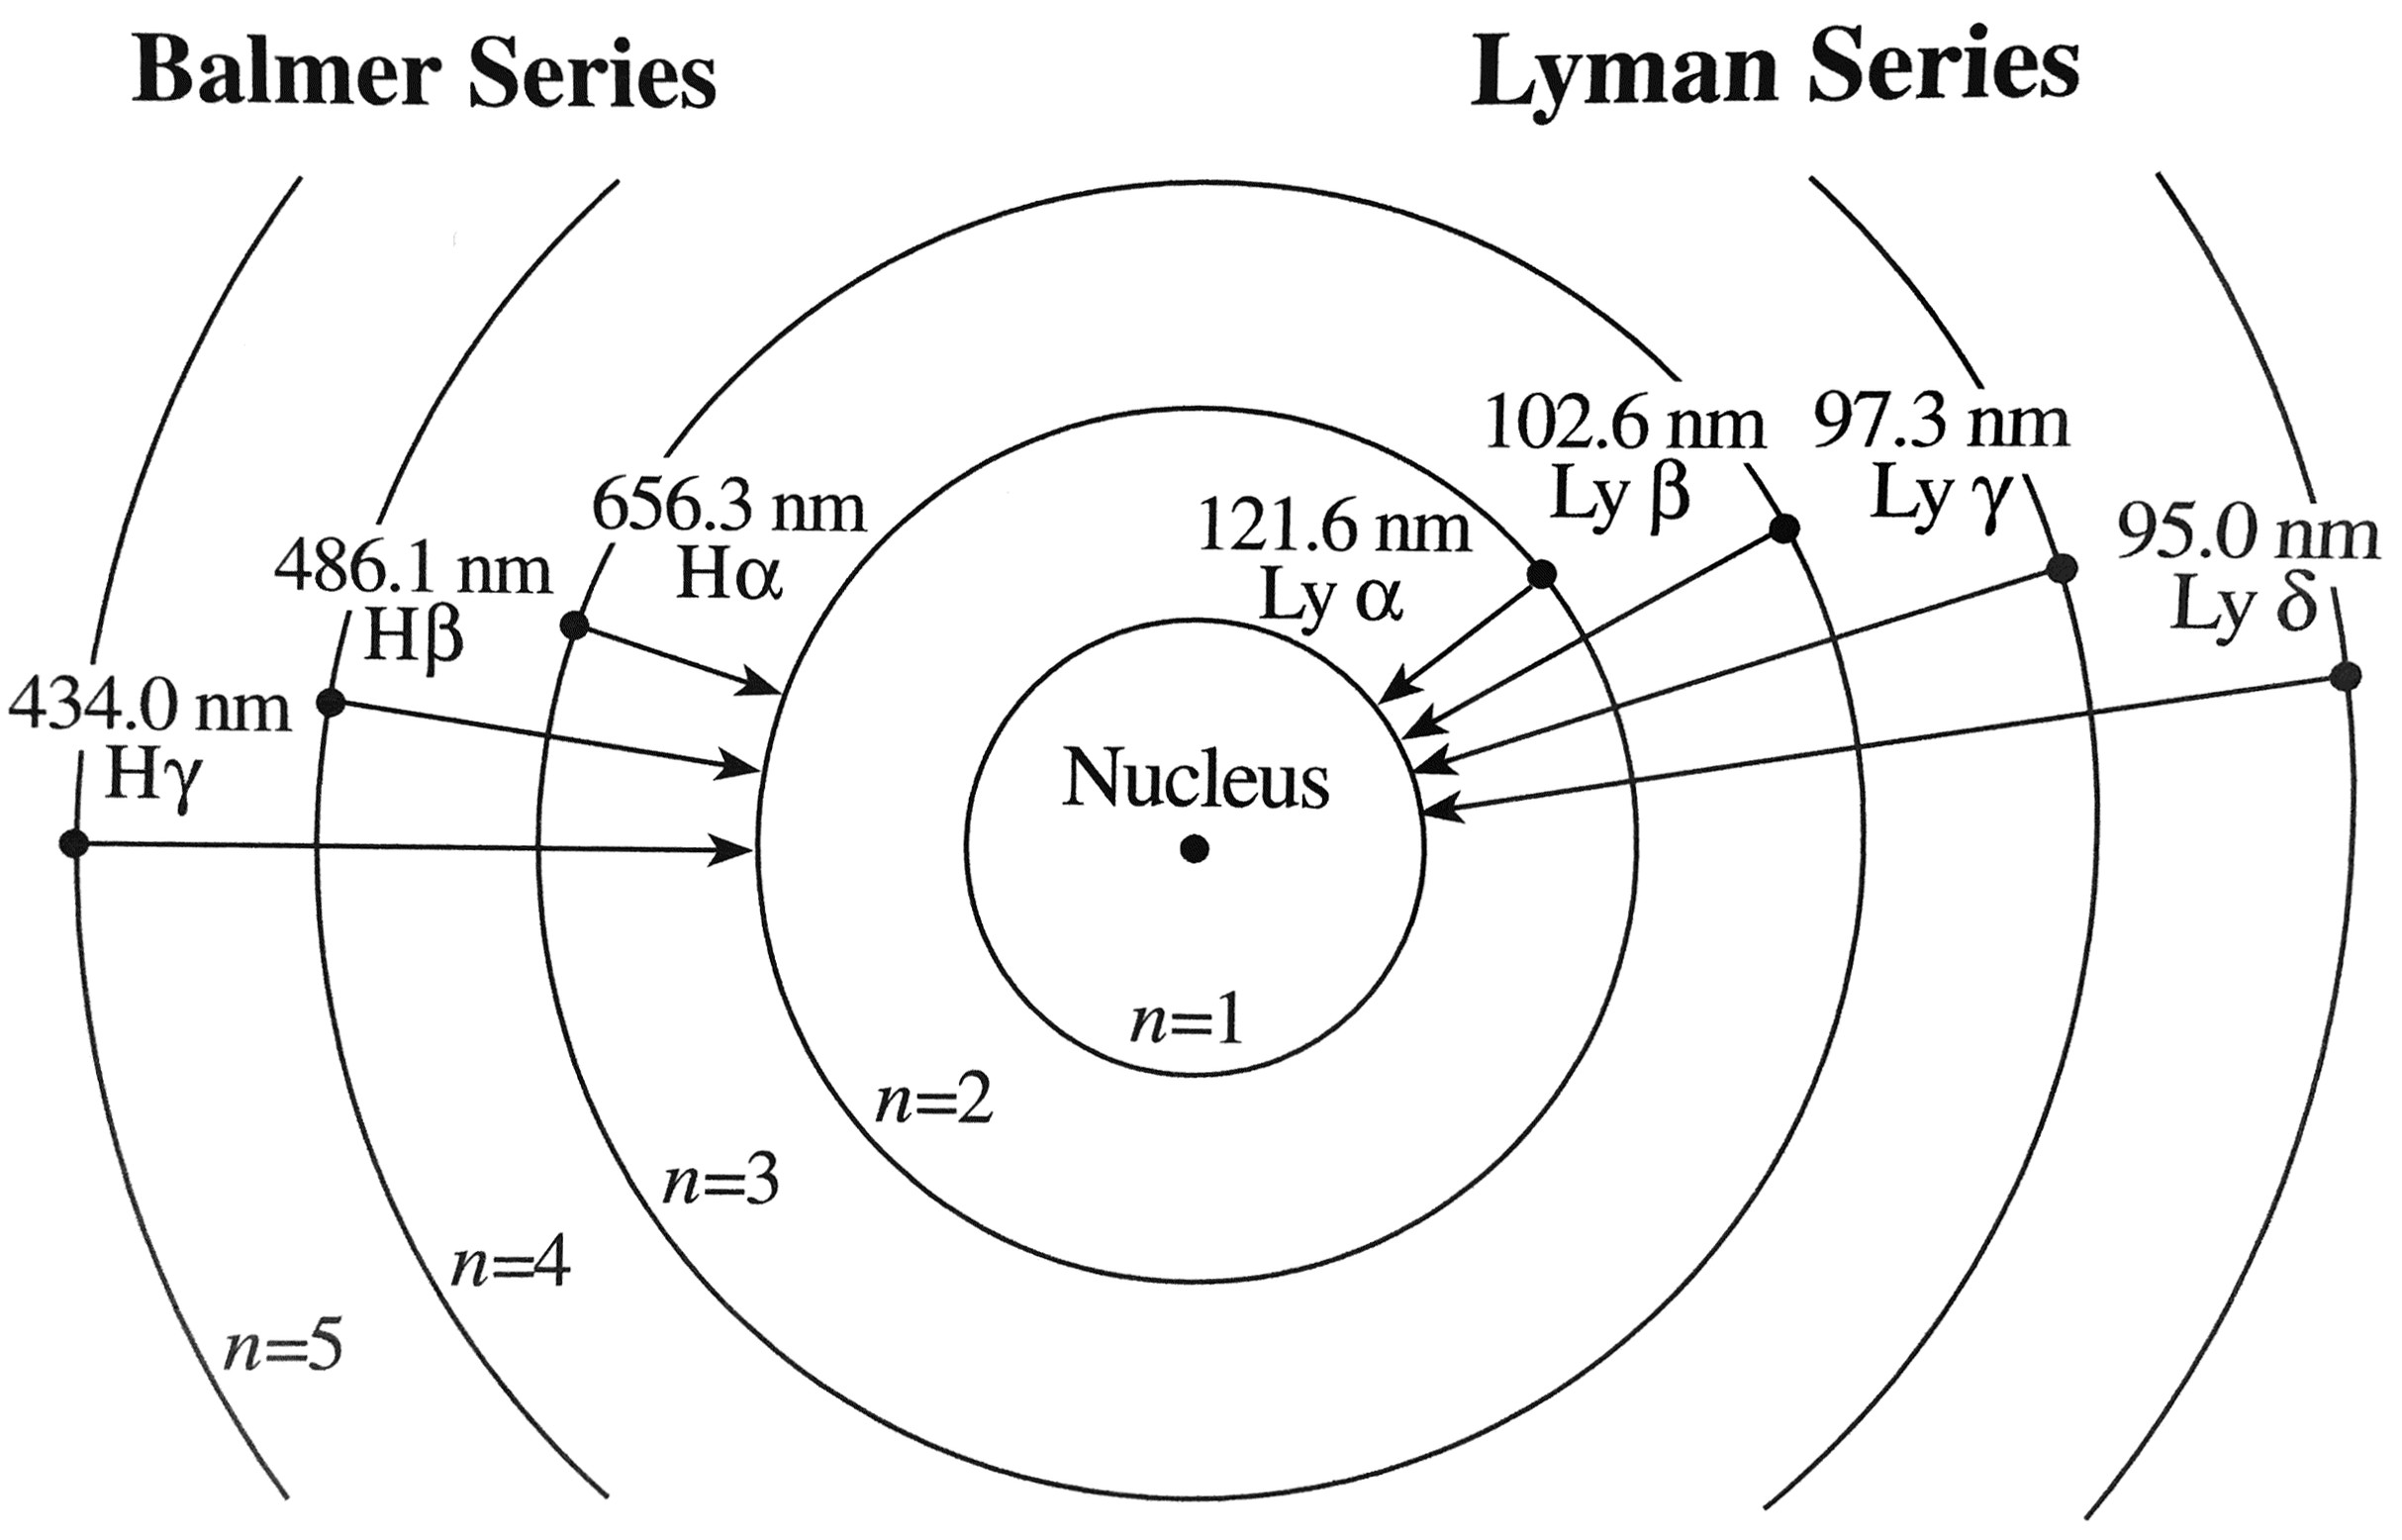 Balmer Series
Lyman Series
102.6 nm
Ly β
97.3 nm
Ly γ
656.3 nm
Hα
121.6 nm
Ly α
95.0 nm
Ly δ
486.1 nm
Hβ
434.0 nm
Hγ
Nucleus
n=1
n=2
n=3
n=4
n=5